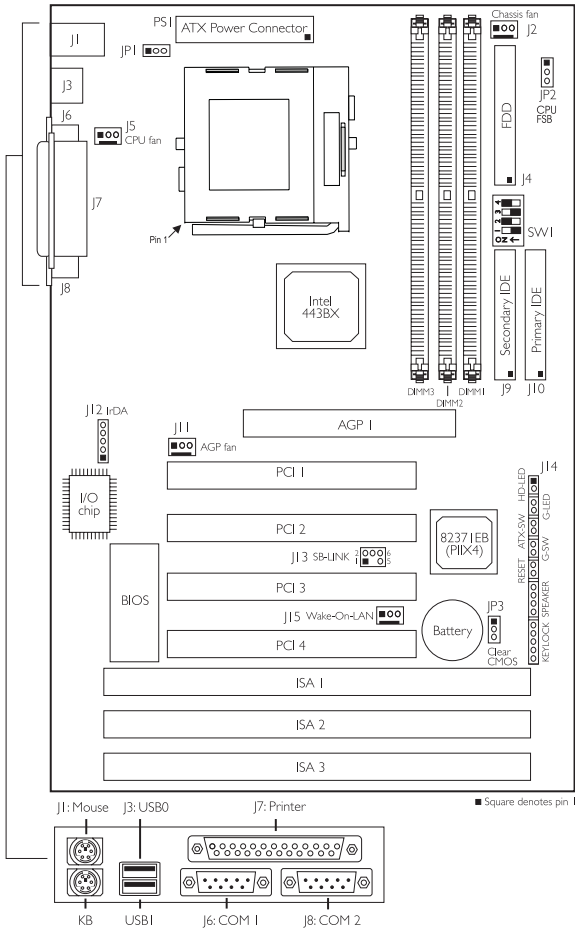 PS1
ATX Power Connector
Chassis fan
J1
JP1
J2
J3
JP2
CPU
FSB
J6
J5
CPU fan
FDD
J7
J4
1 2 3 4
ON ←
SW1
Pin 1
J8
Intel
443BX
Secondary IDE
Primary IDE
DIMM3
DIMM1
J9
J10
DIMM2
J12 IrDA
AGP 1
J11
AGP fan
J14
PCI 1
HD-LED
G-LED
I/O
chip
ATX-SW
PCI 2
82371EB
(PIIX4)
G-SW
J13 SB-LINK
2 6
1 5
RESET
BIOS
PCI 3
SPEAKER
J15 Wake-On-LAN
JP3
Battery
PCI 4
Clear
CMOS
KEYLOCK
ISA 1
ISA 2
ISA 3
■ Square denotes pin 1
J1: Mouse
J3: USB0
J7: Printer
KB
USB1
J6: COM 1
J8: COM 2